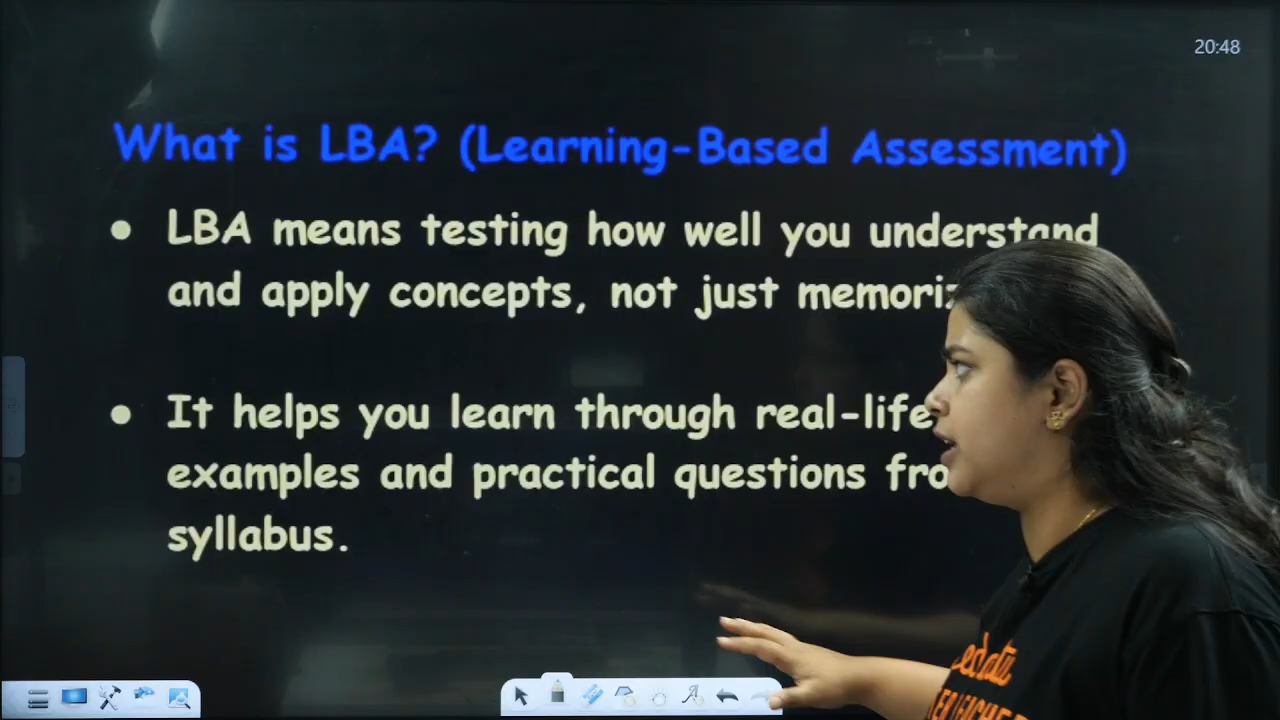 20:48
What is LBA? (Learning-Based Assessment)
• LBA means testing how well you understand
and apply concepts, not just
• It helps you learn through real-life
examples and practical questions
syllabus.